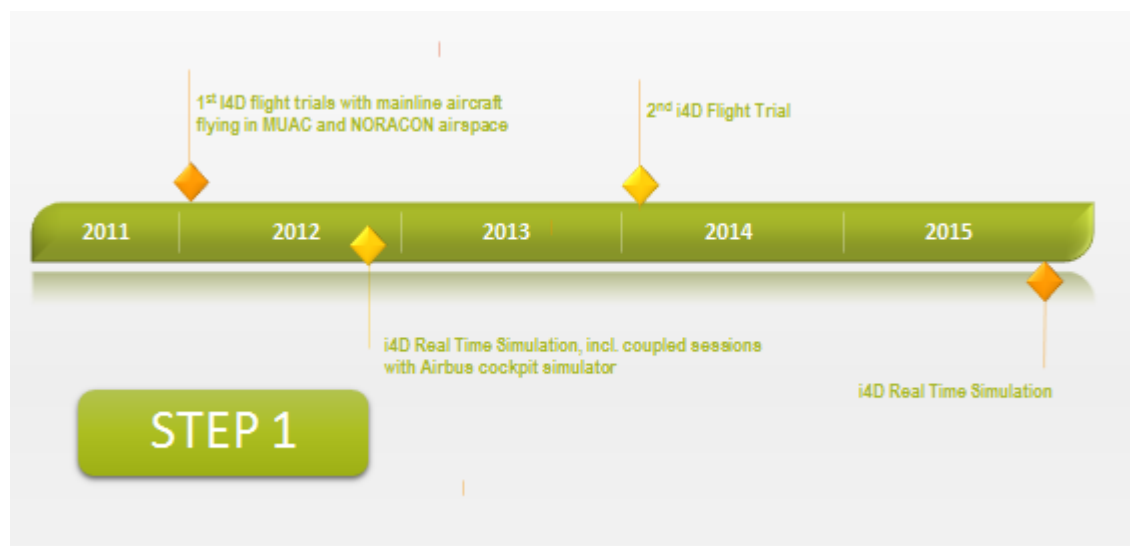 1st I4D flight trials with mainline aircraft
flying in MUAC and NORACON airspace
2nd i4D Flight Trial
2011
2012
2013
2014
2015
i4D Real Time Simulation, incl. coupled sessions
with Airbus cockpit simulator
i4D Real Time Simulation
STEP 1